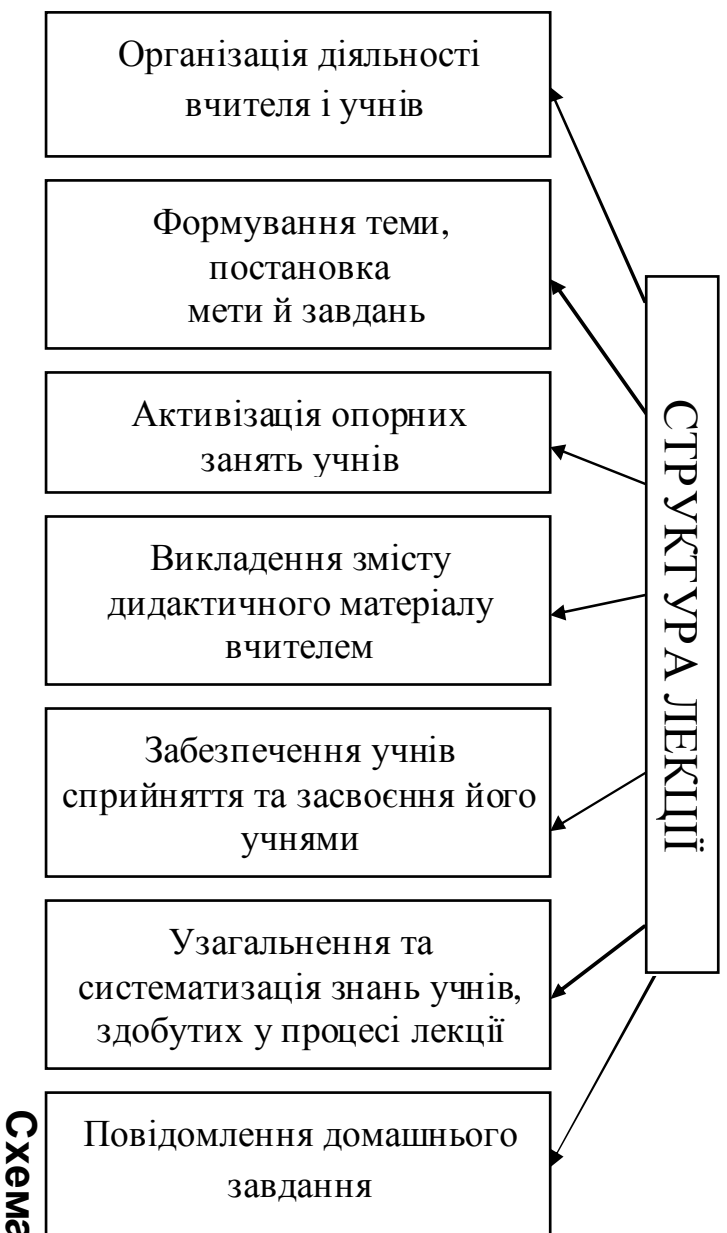 Організація діяльності
вчителя і учнів
Формування теми,
постановка
мети й завдань
Активізація опорних
занять учнів
Викладення змісту
дидактичного матеріалу
вчителем
Забезпечення учнів
сприйняття та засвоєння його
учнями
Узагальнення та
систематизація знань учнів,
здобутих у процесі лекції
Повідомлення домашнього
завдання
СТРУКТУРА ЛЕКЦІЇ
Схема